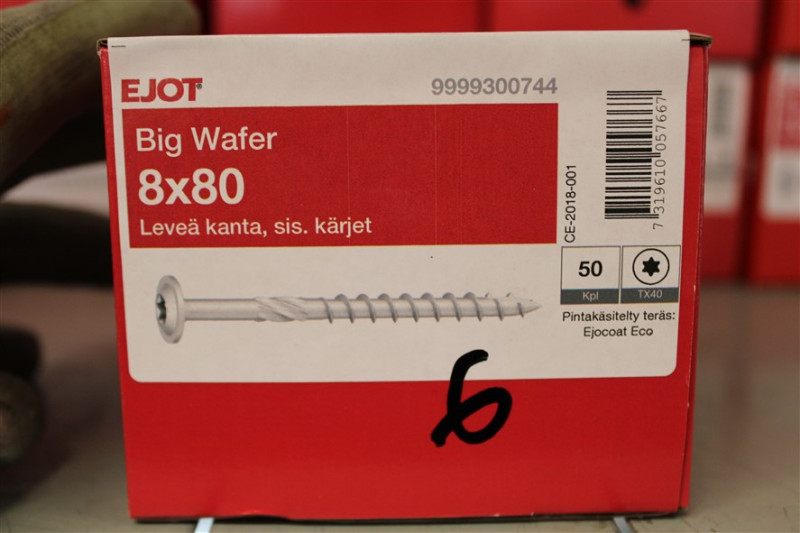 EJOT®
9999300744
Big Wafer
8x80
Leveä kanta, sis. kärjet
CE-2018-001
7 319610 057667
50
Kpl
TX40
Pintakäsitelty teräs:
Ejocoat Eco
6